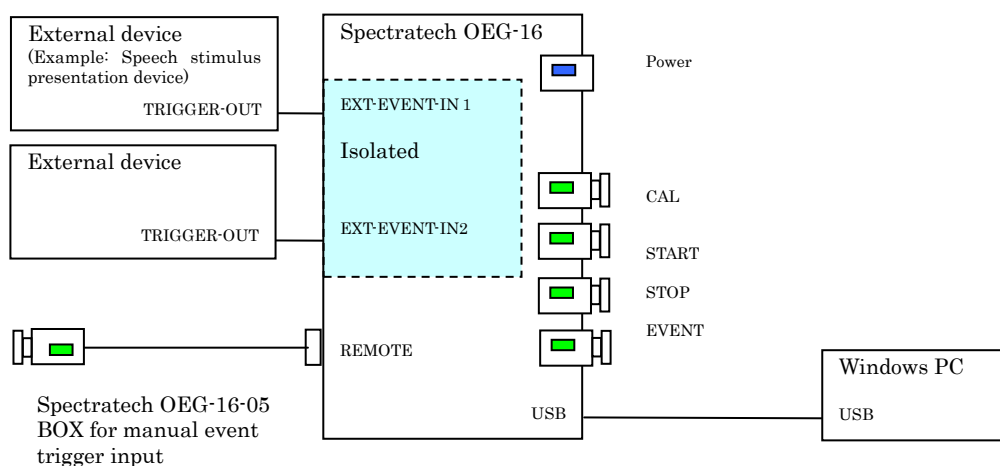 External device
(Example: Speech stimulus
presentation device)
TRIGGER-OUT
External device
TRIGGER-OUT
Spectratech OEG-16
EXT-EVENT-IN 1
Isolated
EXT-EVENT-IN2
REMOTE
USB
Power
CAL
START
STOP
EVENT
Windows PC
USB
Spectratech OEG-16-05
BOX for manual event
trigger input